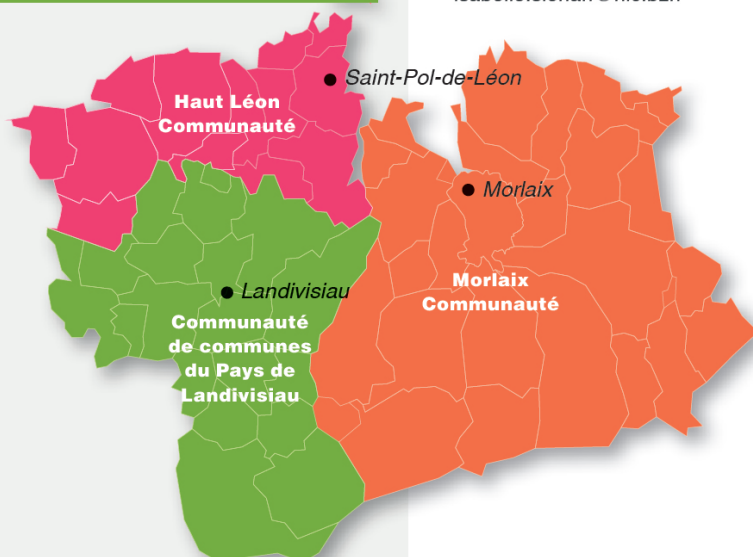 Saint-Pol-de-Léon
Haut Léon
Communauté
Morlaix
Landivisiau
Morlaix
Communauté
Communauté
de communes
du Pays de
Landivisiau